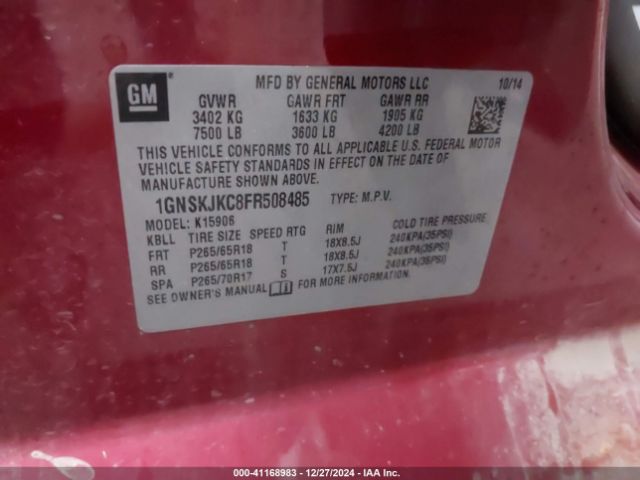 GM
MFD BY GENERAL MOTORS LLC 10/14
GVWR GAWR FRT GAWR RR
3402 KG 1633 KG 1905 KG
7500 LB 3600 LB 4200 LB
THIS VEHICLE CONFORMS TO ALL APPLICABLE U.S. FEDERAL MOTOR
VEHICLE SAFETY STANDARDS IN EFFECT ON THE DATE OF
MANUFACTURE SHOWN ABOVE.
1GNSKJKC8FR508485 TYPE: M.P.V.
MODEL: K15906
KBLL TIRE SIZE SPEED RTG RIM COLD TIRE PRESSURE
FRT P265/65R18 T 18X8.5J 240KPA(35PSI)
RR P265/65R18 T 18X8.5J 240KPA(35PSI)
SPA P265/70R17 S 17X7.5J 240KPA(35PSI)
SEE OWNER'S MANUAL FOR MORE INFORMATION.
000-41168983 - 12/27/2024 - IAA Inc.